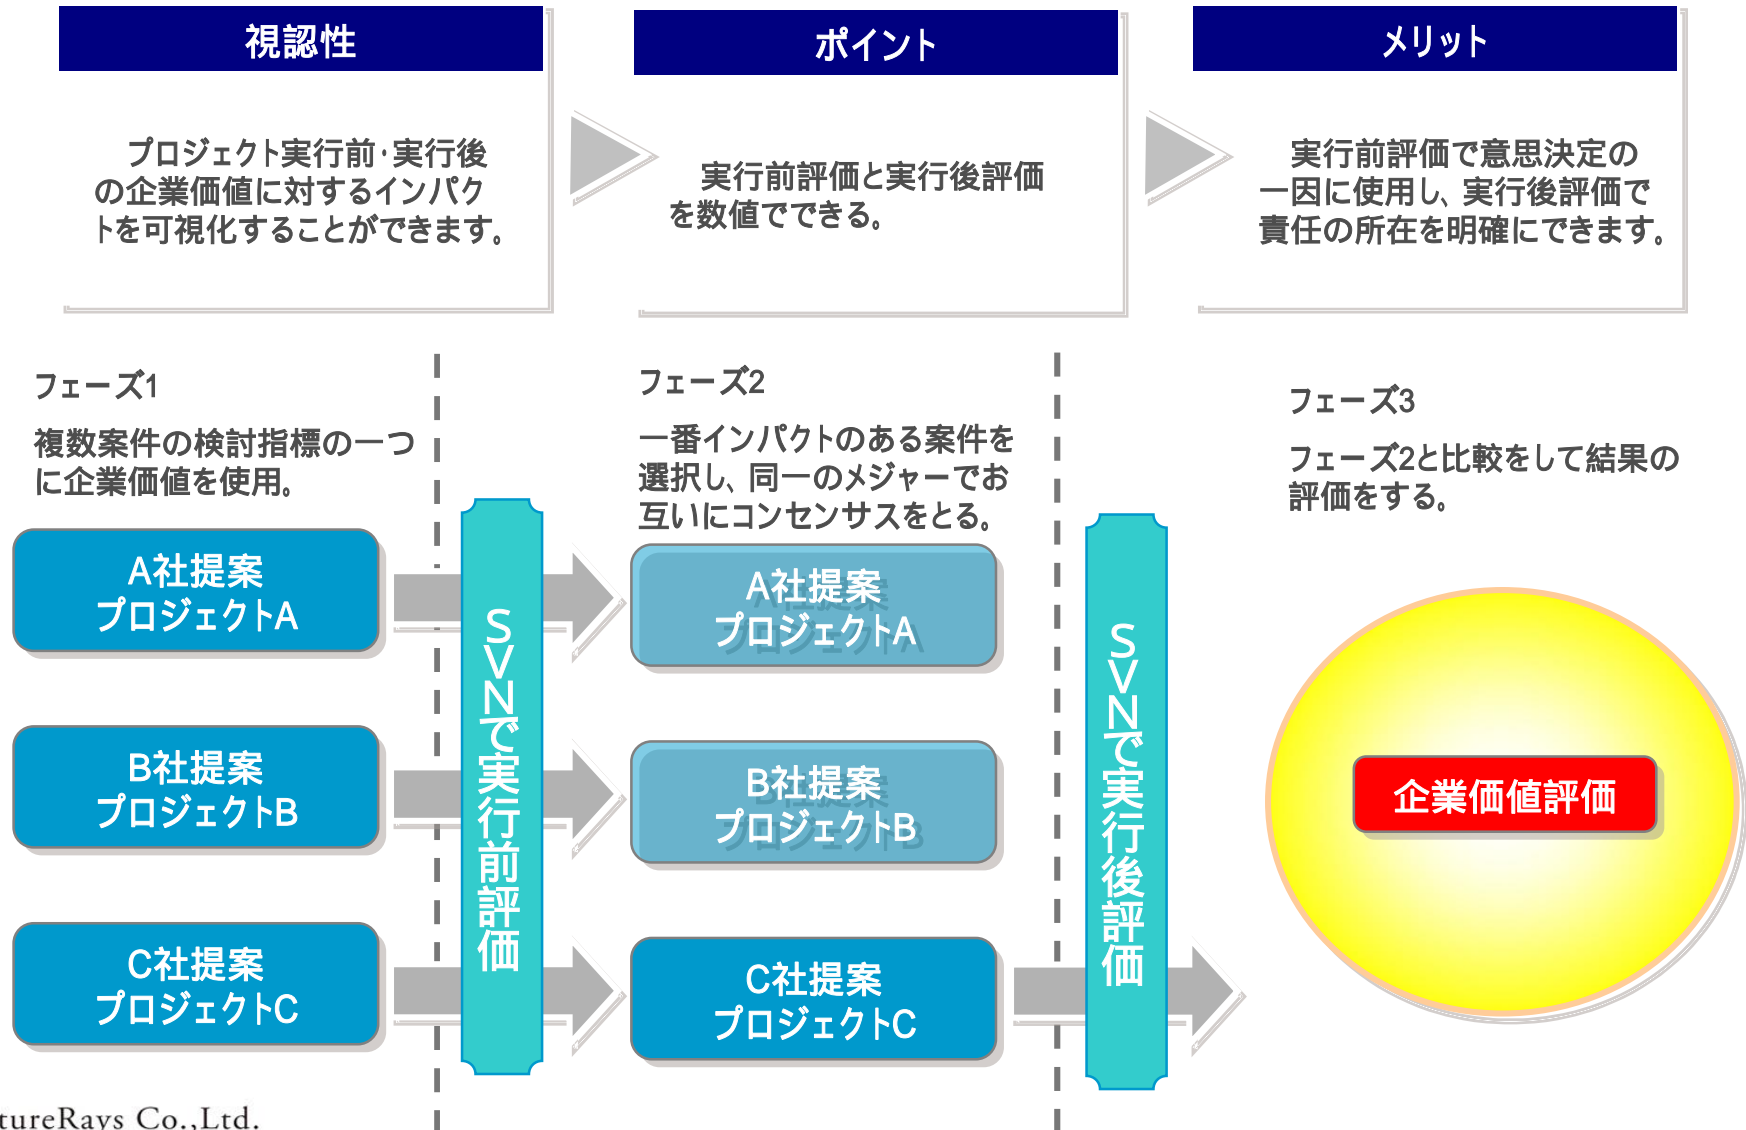 視認性
プロジェクト実行前・実行後
の企業価値に対するインパク
トを可視化することができます。
ポイント
実行前評価と実行後評価
を数値でできる。
メリット
実行前評価で意思決定の
一因に使用し、実行後評価で
責任の所在を明確にできます。
フェーズ1
複数案件の検討指標の一つ
に企業価値を使用。
A社提案
プロジェクトA
B社提案
プロジェクトB
C社提案
プロジェクトC
SVNで実行前評価
フェーズ2
一番インパクトのある案件を
選択し、同一のメジャーでお
互いにコンセンサスをとる。
A社提案
プロジェクトA
B社提案
プロジェクトB
C社提案
プロジェクトC
SVNで実行後評価
フェーズ3
フェーズ2と比較をして結果の
評価をする。
企業価値評価
tureRays Co.,Ltd.